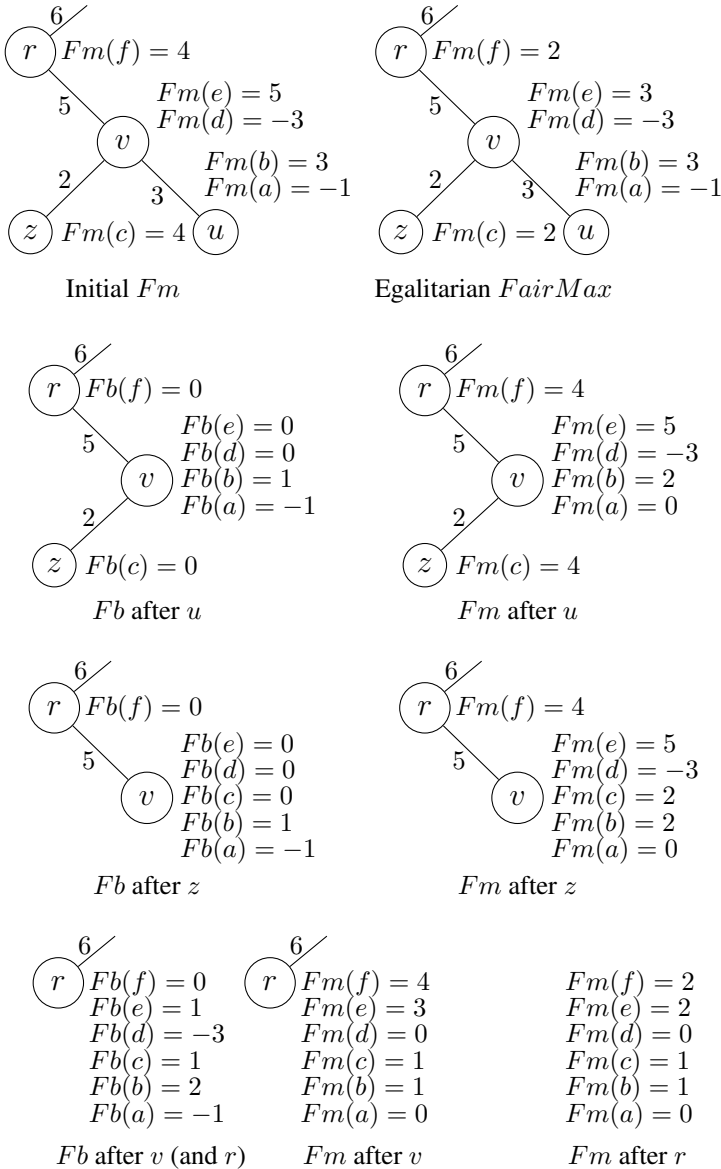 6
6
r Fm(f) = 4
r Fm(f) = 2
5 Fm(e) = 5
5 Fm(e) = 3
Fm(d) = −3
Fm(d) = −3
v
v
2 3 Fm(b) = 3
2 3 Fm(b) = 3
Fm(a) = −1
Fm(a) = −1
z Fm(c) = 4 u
z Fm(c) = 2 u
Initial Fm
Egalitarian FairMax
6
r Fb(f) = 0
5
Fb(e) = 0
Fb(d) = 0
v Fb(b) = 1
Fb(a) = −1
2
z Fb(c) = 0
Fb after u
6
r Fm(f) = 4
5
Fm(e) = 5
Fm(d) = −3
v Fm(b) = 2
Fm(a) = 0
2
z Fm(c) = 4
Fm after u
6
r Fb(f) = 0
5
Fb(e) = 0
Fb(d) = 0
v Fb(c) = 0
Fb(b) = 1
Fb(a) = −1
Fb after z
6
r Fm(f) = 4
5
Fm(e) = 5
Fm(d) = −3
v Fm(c) = 2
Fm(b) = 2
Fm(a) = 0
Fm after z
6
r Fb(f) = 0
Fb(e) = 1
Fb(d) = −3
Fb(c) = 1
Fb(b) = 2
Fb(a) = −1
Fb after v (and r)
6
r Fm(f) = 4
Fm(e) = 3
Fm(d) = 0
Fm(c) = 1
Fm(b) = 1
Fm(a) = 0
Fm after v
Fm(f) = 2
Fm(e) = 2
Fm(d) = 0
Fm(c) = 1
Fm(b) = 1
Fm(a) = 0
Fm after r